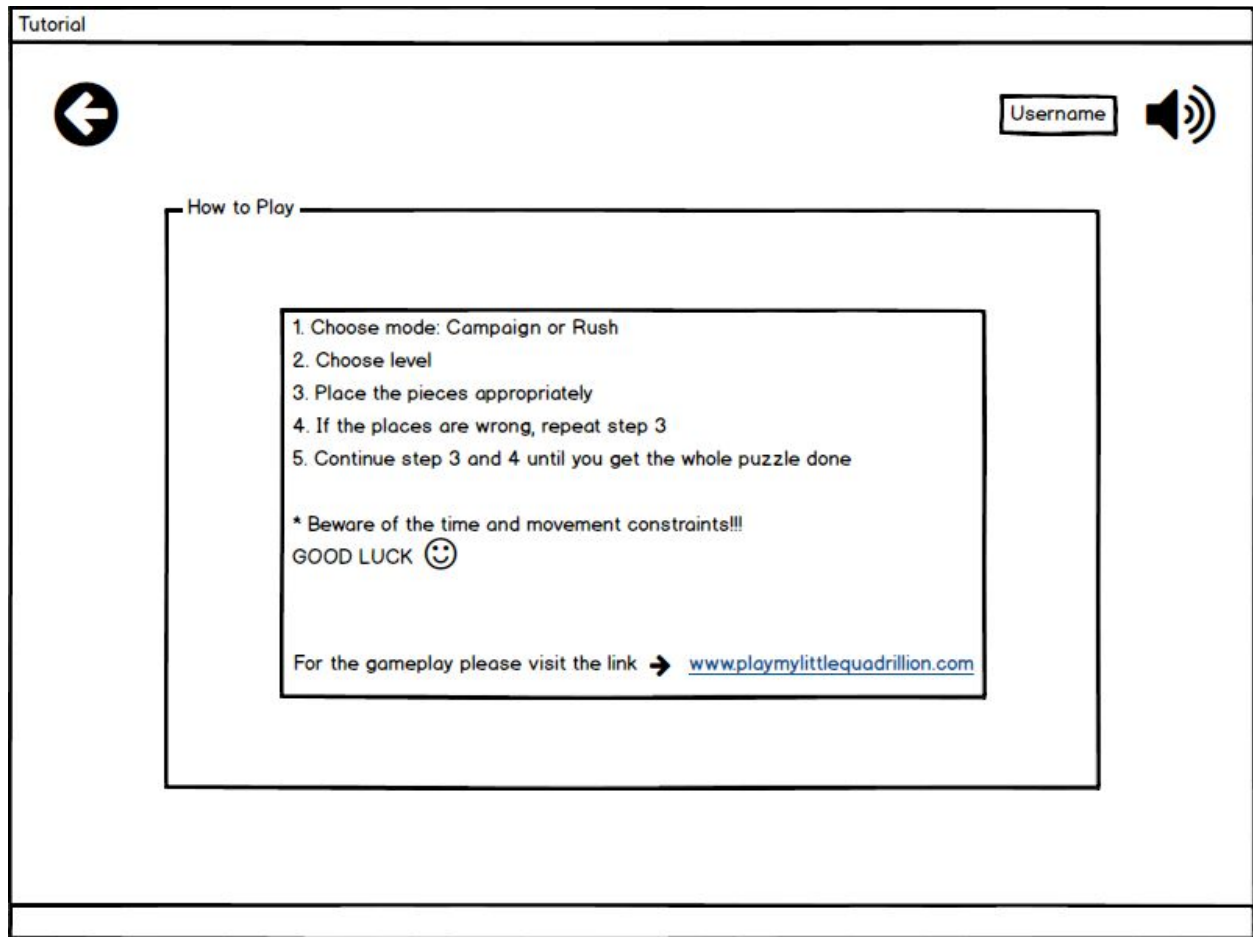 Tutorial
Username
How to Play
1. Choose mode: Campaign or Rush
2. Choose level
3. Place the pieces appropriately
4. If the places are wrong, repeat step 3
5. Continue step 3 and 4 until you get the whole puzzle done
* Beware of the time and movement constraints!!!
GOOD LUCK
For the gameplay please visit the link www.playmylittlequadrillion.com